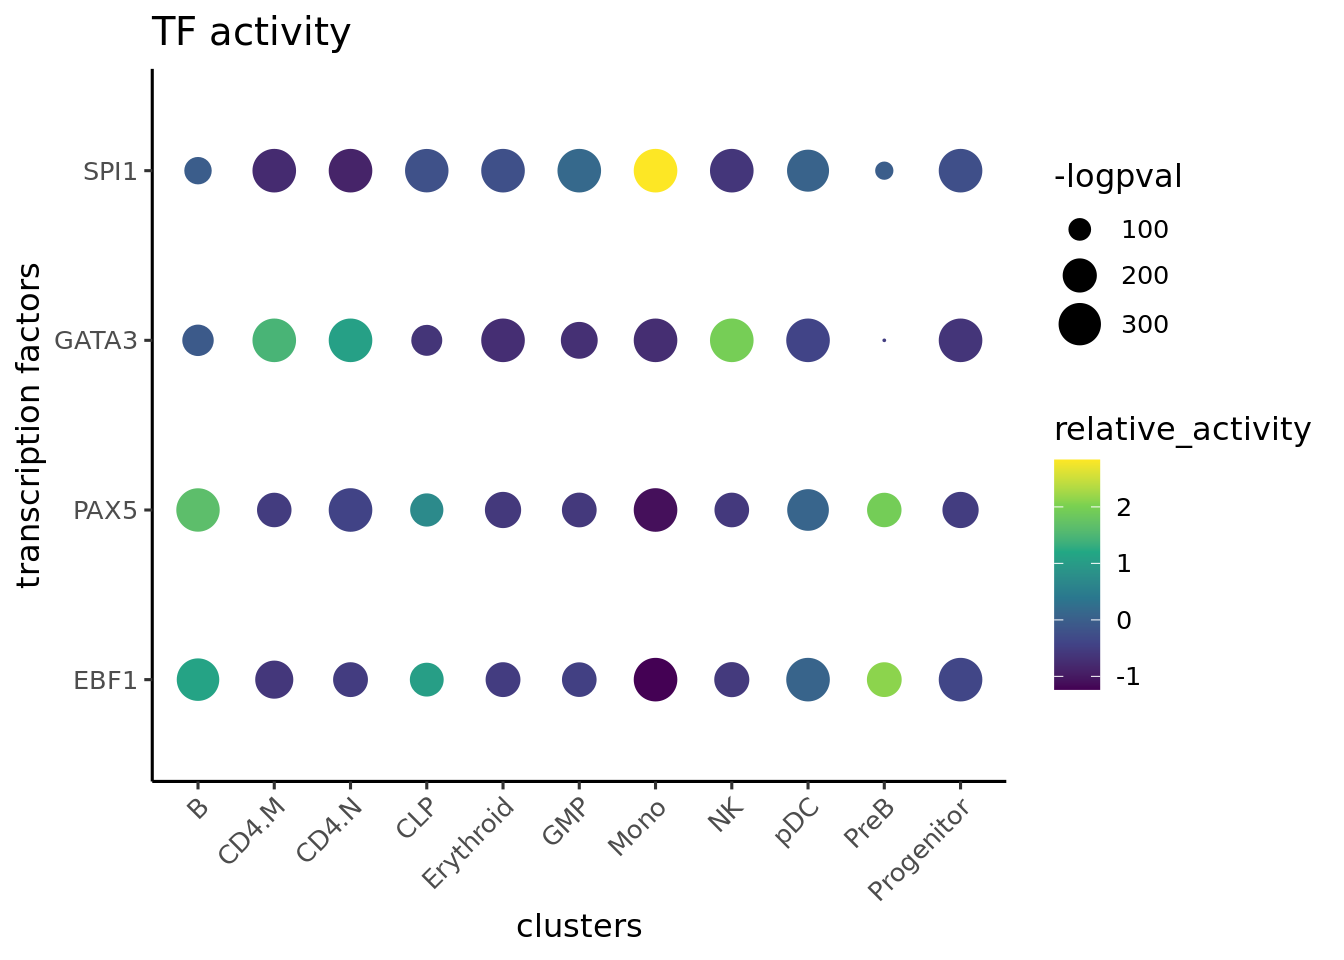 TF activity
transcription factors
SPI1
GATA3
PAX5
EBF1
B
CD4.M
CD4.N
CLP
Erythroid
GMP
Mono
NK
pDC
PreB
Progenitor
clusters
-logpval
100
200
300
relative_activity
2
1
0
-1